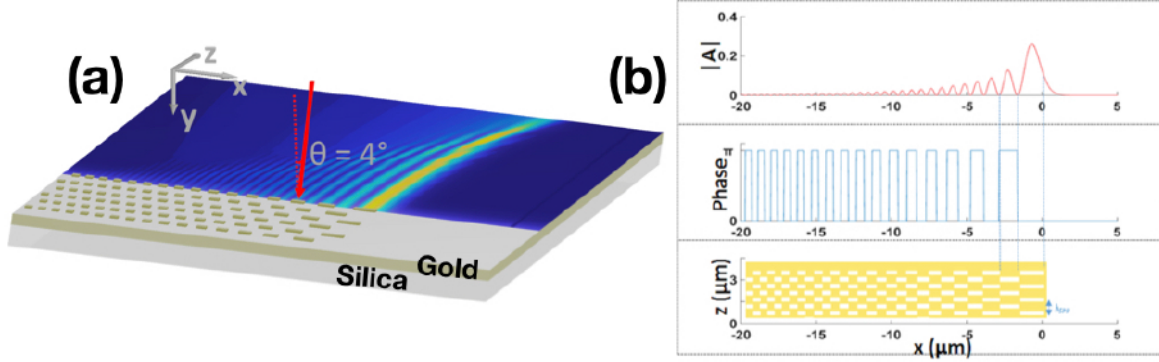 (a)
z
x
y
θ = 4°
Gold
Silica
(b)
|A|
0.4
0.2
0
-20 -15 -10 -5 0 5
Phase
π
0
-20 -15 -10 -5 0 5
z (μm)
3
0
-20 -15 -10 -5 0 5
x (μm)